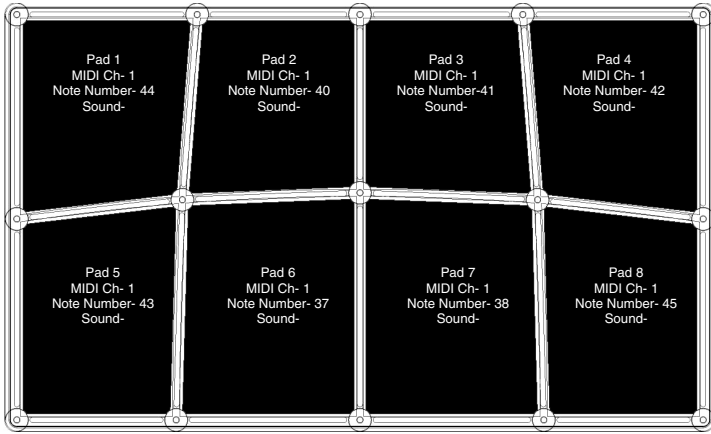 Pad 1
MIDI Ch- 1
Note Number- 44
Sound-
Pad 2
MIDI Ch- 1
Note Number- 40
Sound-
Pad 3
MIDI Ch- 1
Note Number-41
Sound-
Pad 4
MIDI Ch- 1
Note Number- 42
Sound-
Pad 5
MIDI Ch- 1
Note Number- 43
Sound-
Pad 6
MIDI Ch- 1
Note Number- 37
Sound-
Pad 7
MIDI Ch- 1
Note Number- 38
Sound-
Pad 8
MIDI Ch- 1
Note Number- 45
Sound-